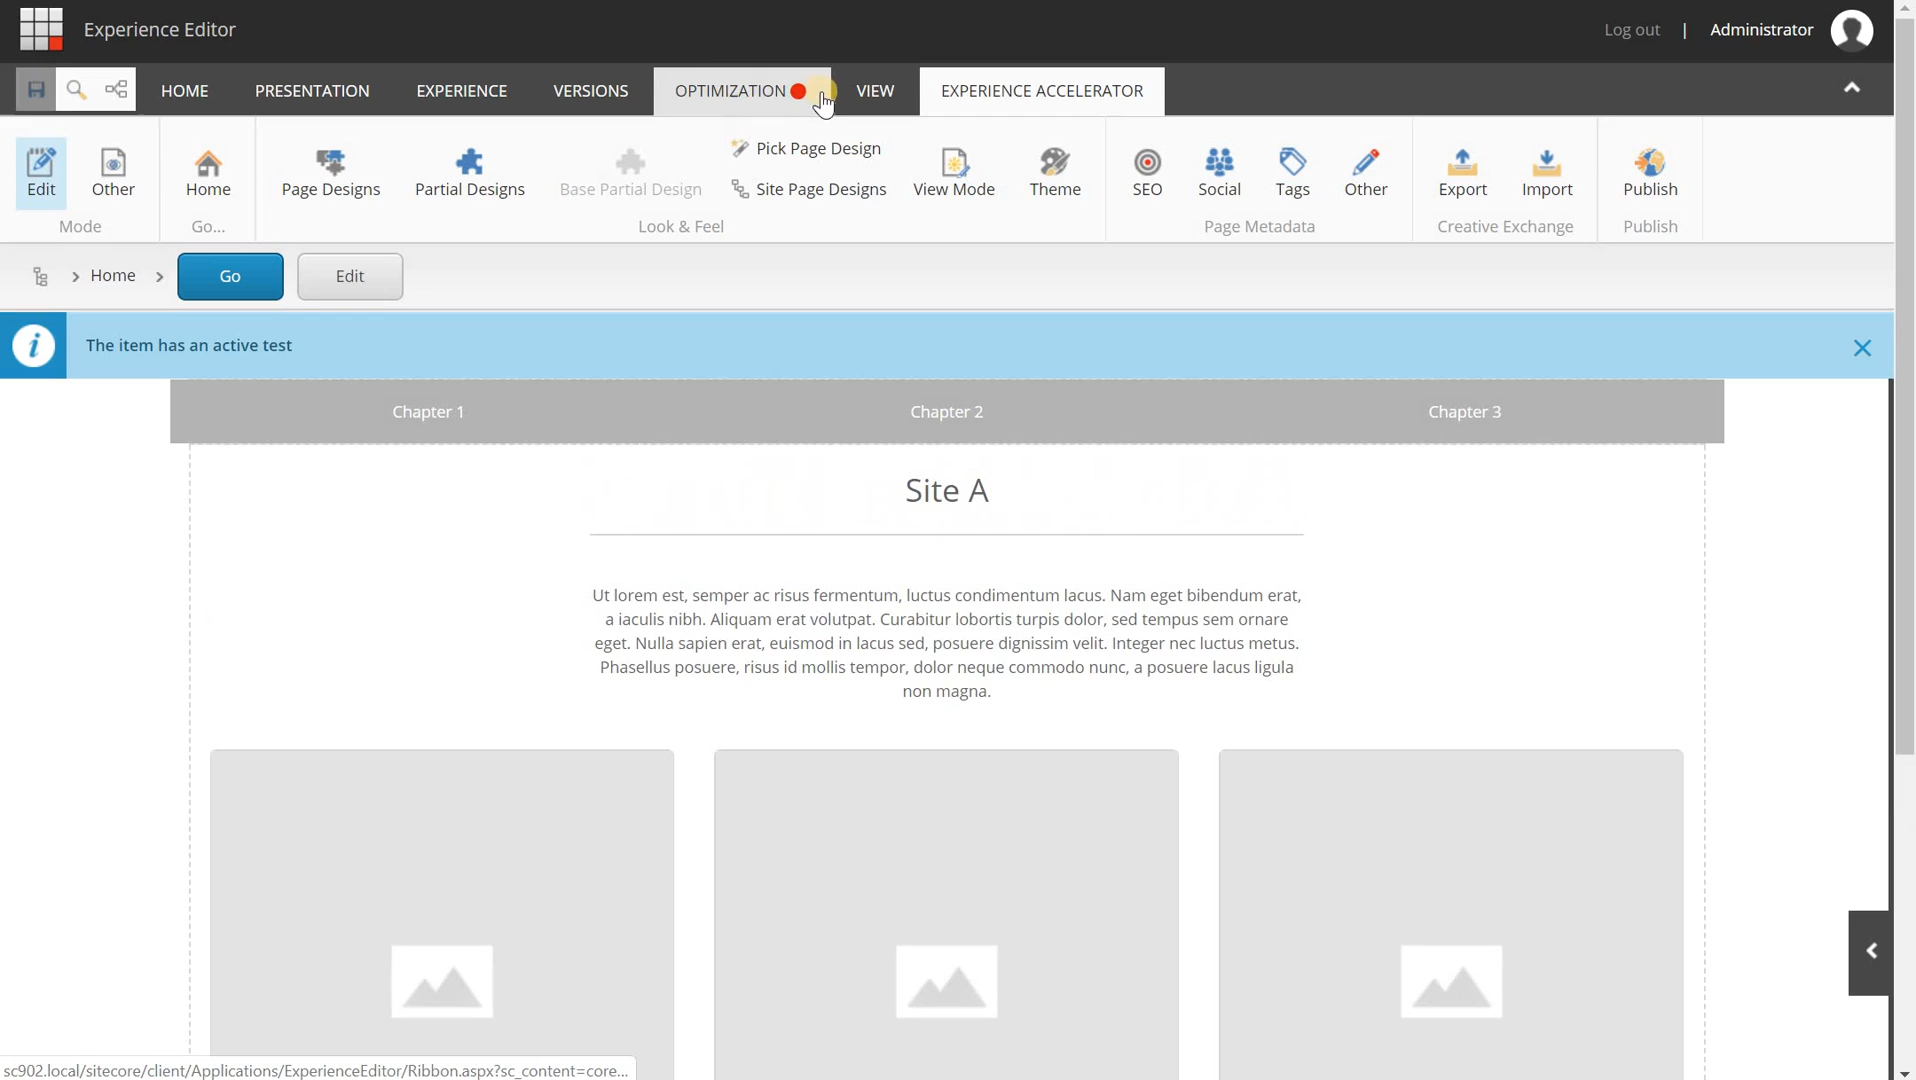 Experience Editor
Log out | Administrator
HOME PRESENTATION EXPERIENCE VERSIONS OPTIMIZATION VIEW EXPERIENCE ACCELERATOR
Edit Other Home Page Designs Partial Designs Base Partial Design Pick Page Design Site Page Designs View Mode Theme SEO Social Tags Other Export Import Publish
Mode Go... Look & Feel Page Metadata Creative Exchange Publish
Home Go Edit
The item has an active test
Chapter 1 Chapter 2 Chapter 3
Site A
Ut lorem est, semper ac risus fermentum, luctus condimentum lacus. Nam eget bibendum erat,
a iaculis nibh. Aliquam erat volutpat. Curabitur lobortis turpis dolor, sed tempus sem ornare
eget. Nulla sapien erat, euismod in lacus sed, posuere dignissim velit. Integer nec luctus metus.
Phasellus posuere, risus id mollis tempor, dolor neque commodo nunc, a posuere lacus ligula
non magna.
sc902.local/sitecore/client/Applications/ExperienceEditor/Ribbon.aspx?sc_content=core...